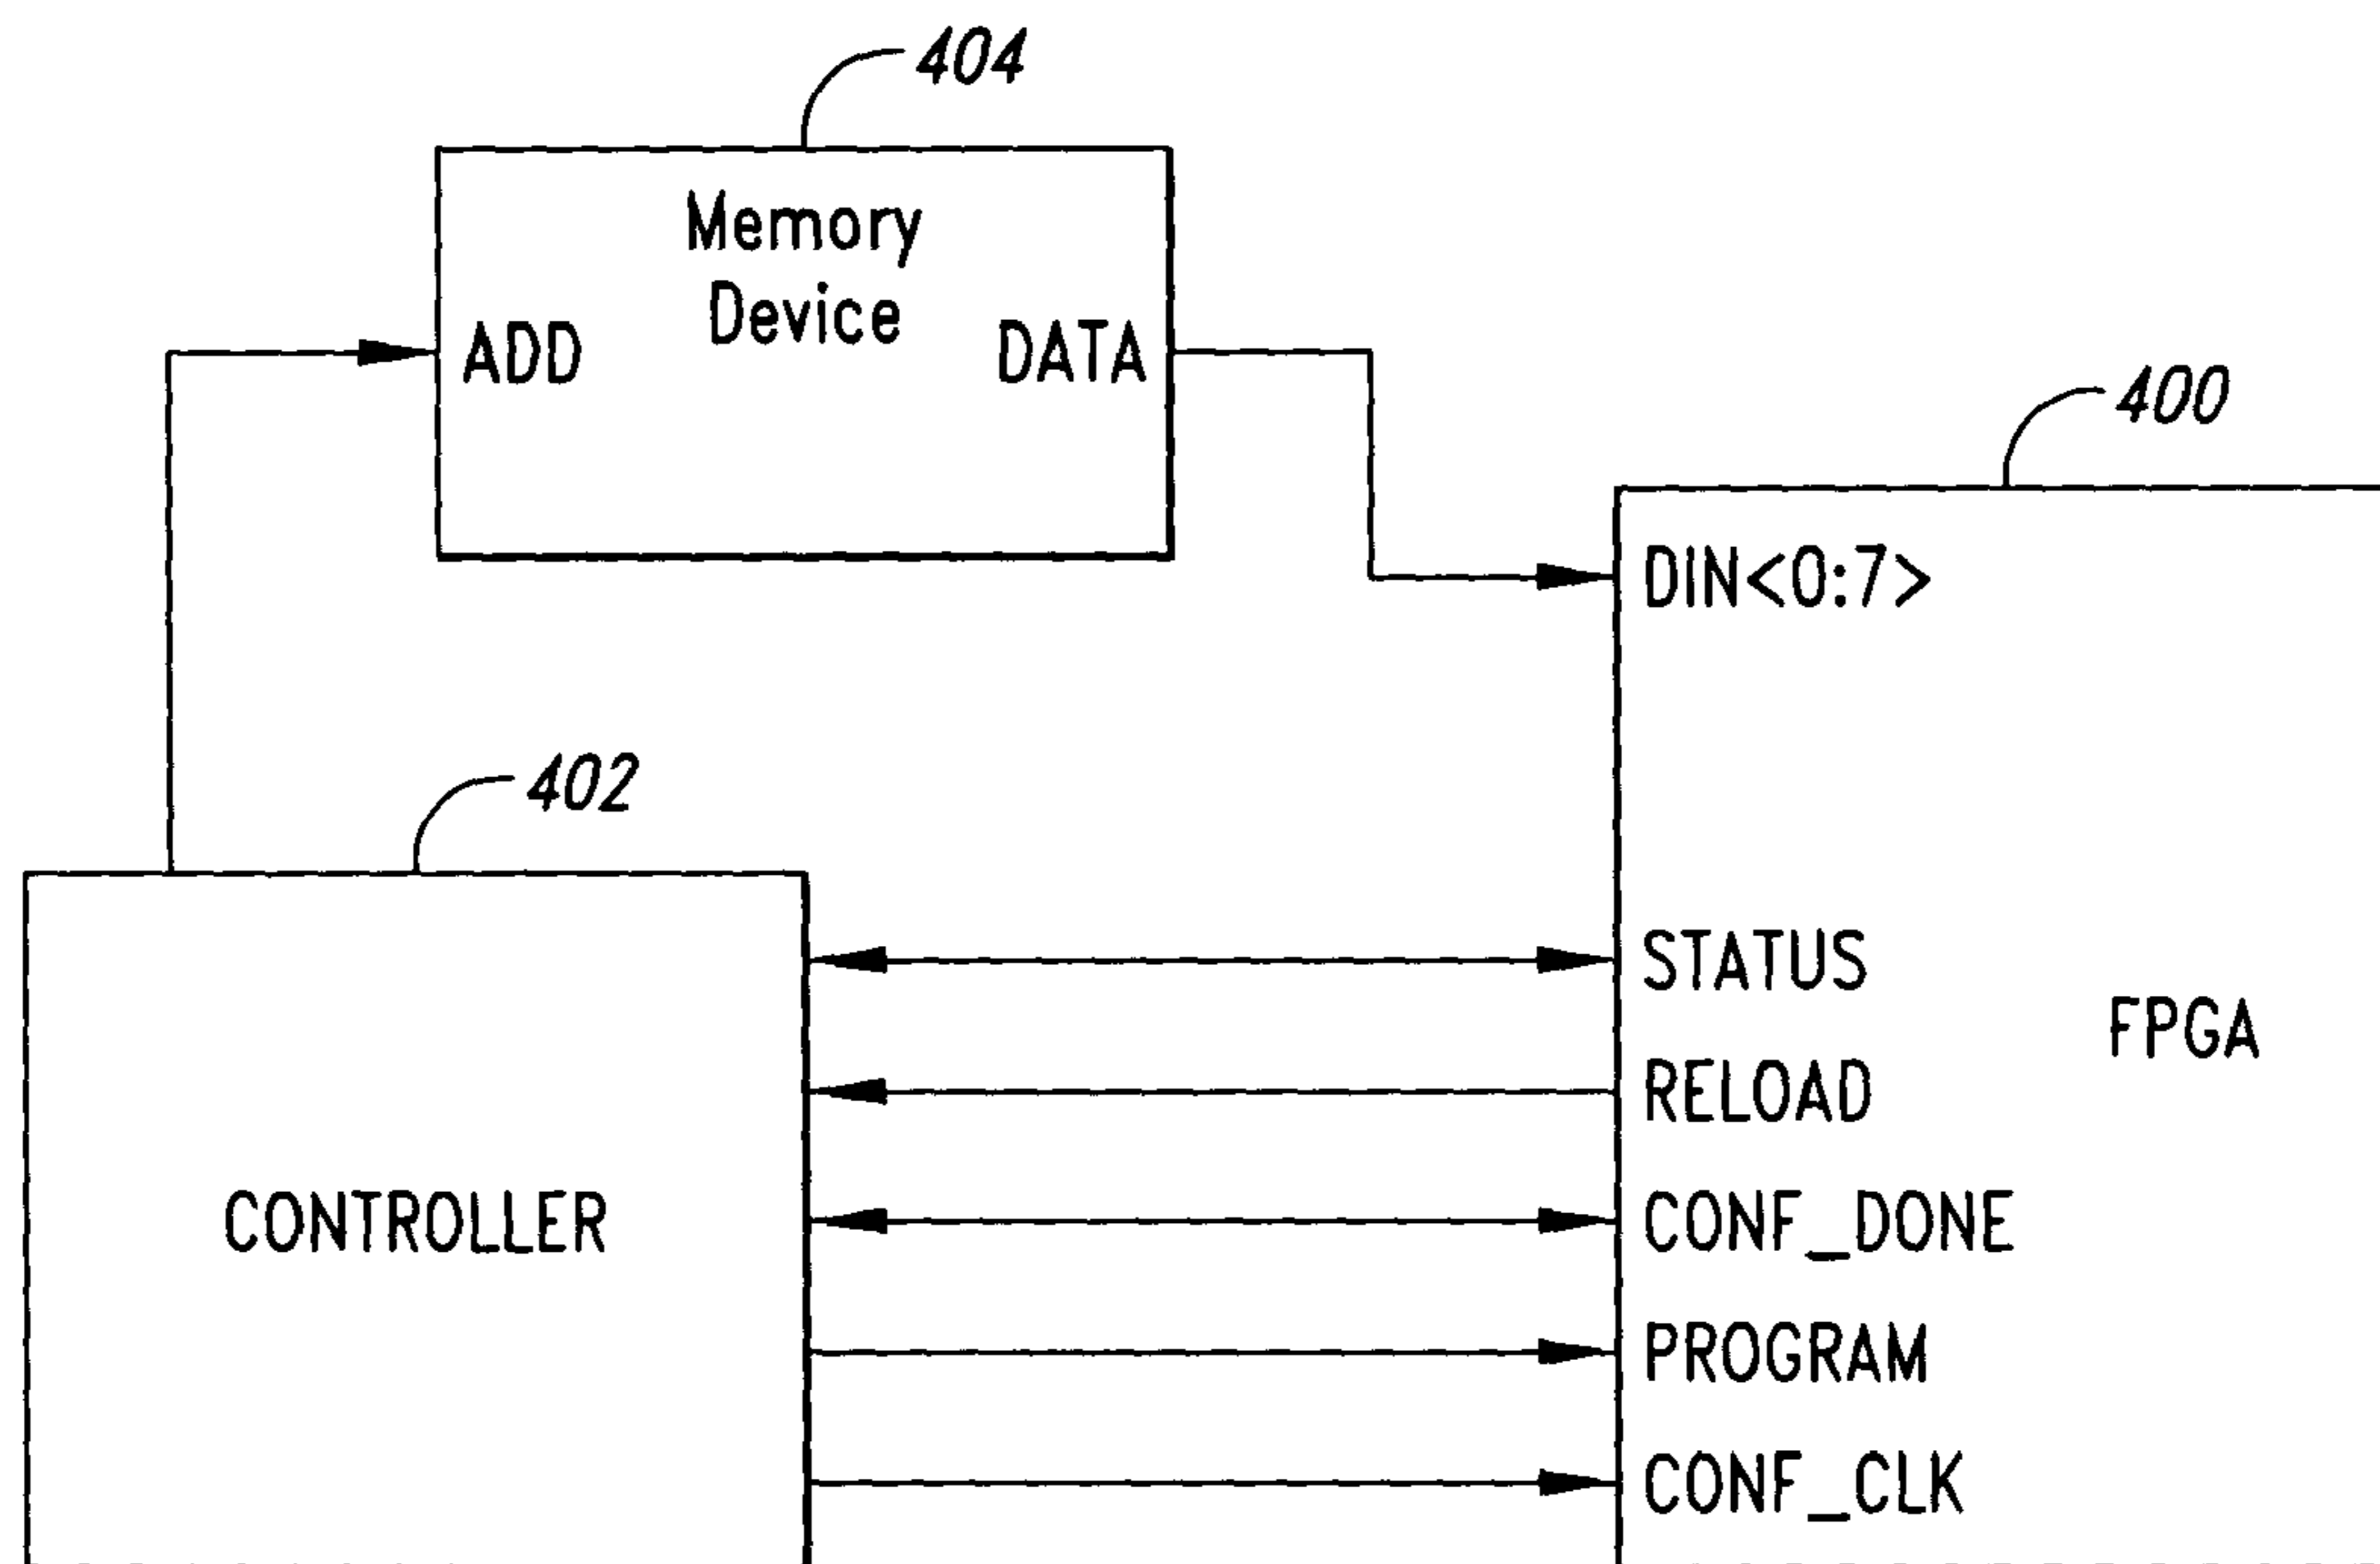 404
Memory
Device
ADD
DATA
400
DIN<0:7>
402
STATUS
FPGA
RELOAD
CONTROLLER
CONF_DONE
PROGRAM
CONF_CLK